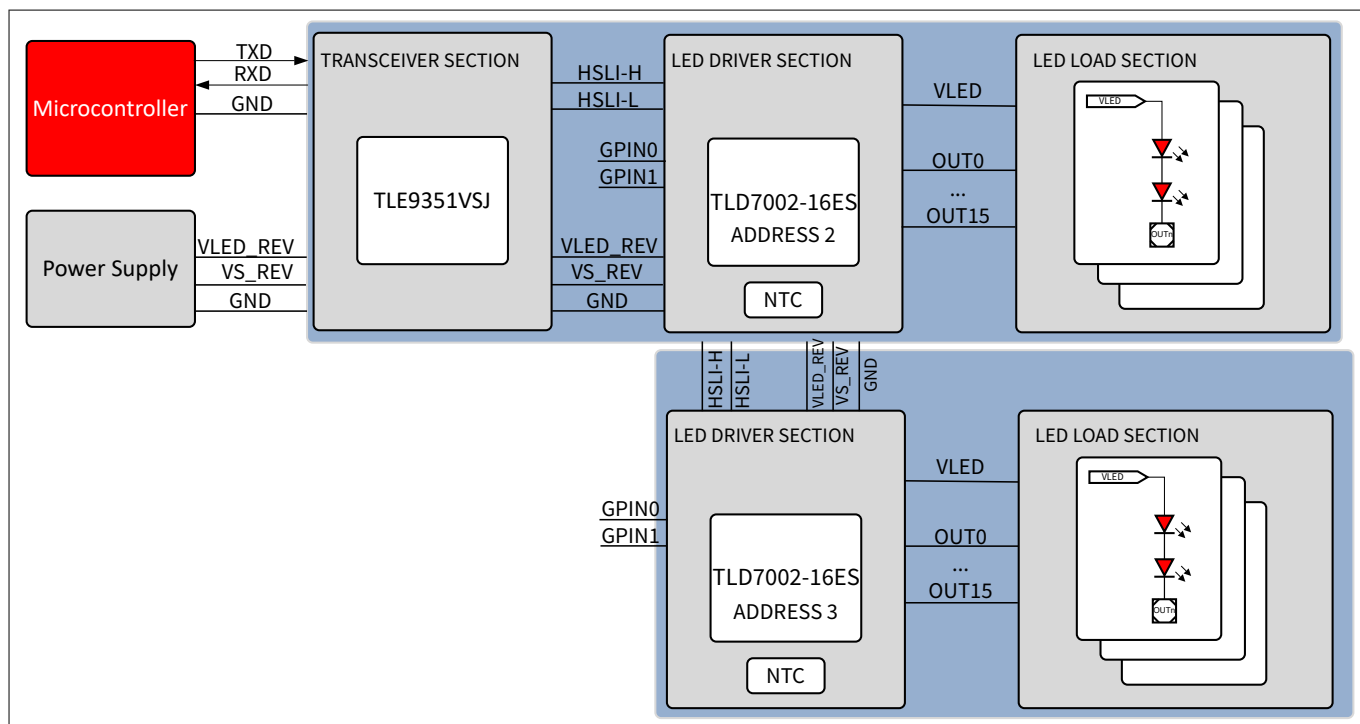 Microcontroller
TXD
RXD
GND
Power Supply
VLED_REV
VS_REV
GND
TRANSCEIVER SECTION
TLE9351VSJ
HSLI-H
HSLI-L
GPIN0
GPIN1
VLED_REV
VS_REV
GND
LED DRIVER SECTION
TLD7002-16ES
ADDRESS 2
NTC
VLED
OUT0
...
OUT15
LED LOAD SECTION
VLED
OUTn
HSLI-H
HSLI-L
VLED_REV
VS_REV
GND
GPIN0
GPIN1
LED DRIVER SECTION
TLD7002-16ES
ADDRESS 3
NTC
VLED
OUT0
...
OUT15
LED LOAD SECTION
VLED
OUTn